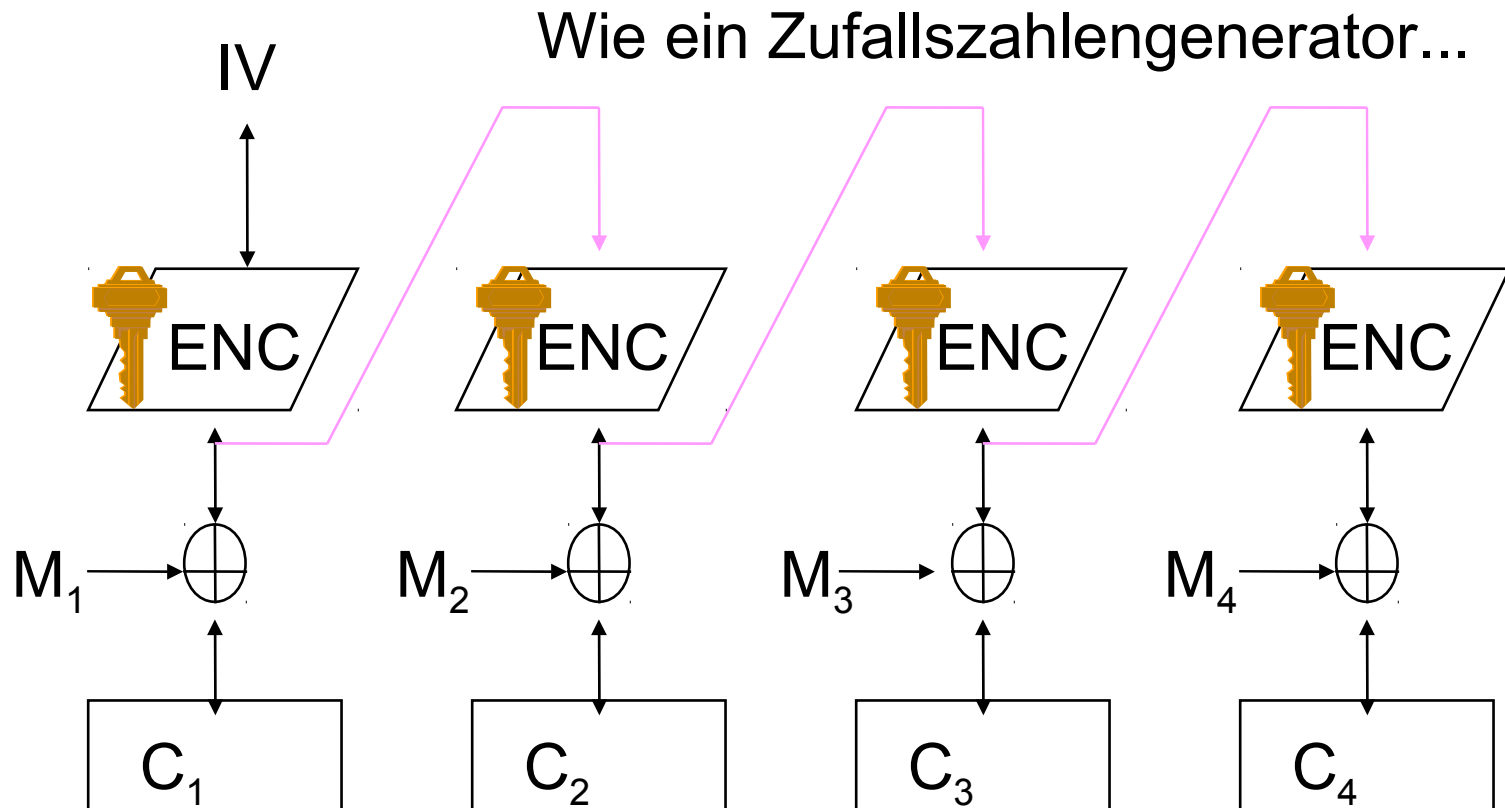 Wie ein Zufallszahlengenerator...
IV
ENC ENC ENC ENC
M₁ M₂ M₃ M₄
C₁ C₂ C₃ C₄